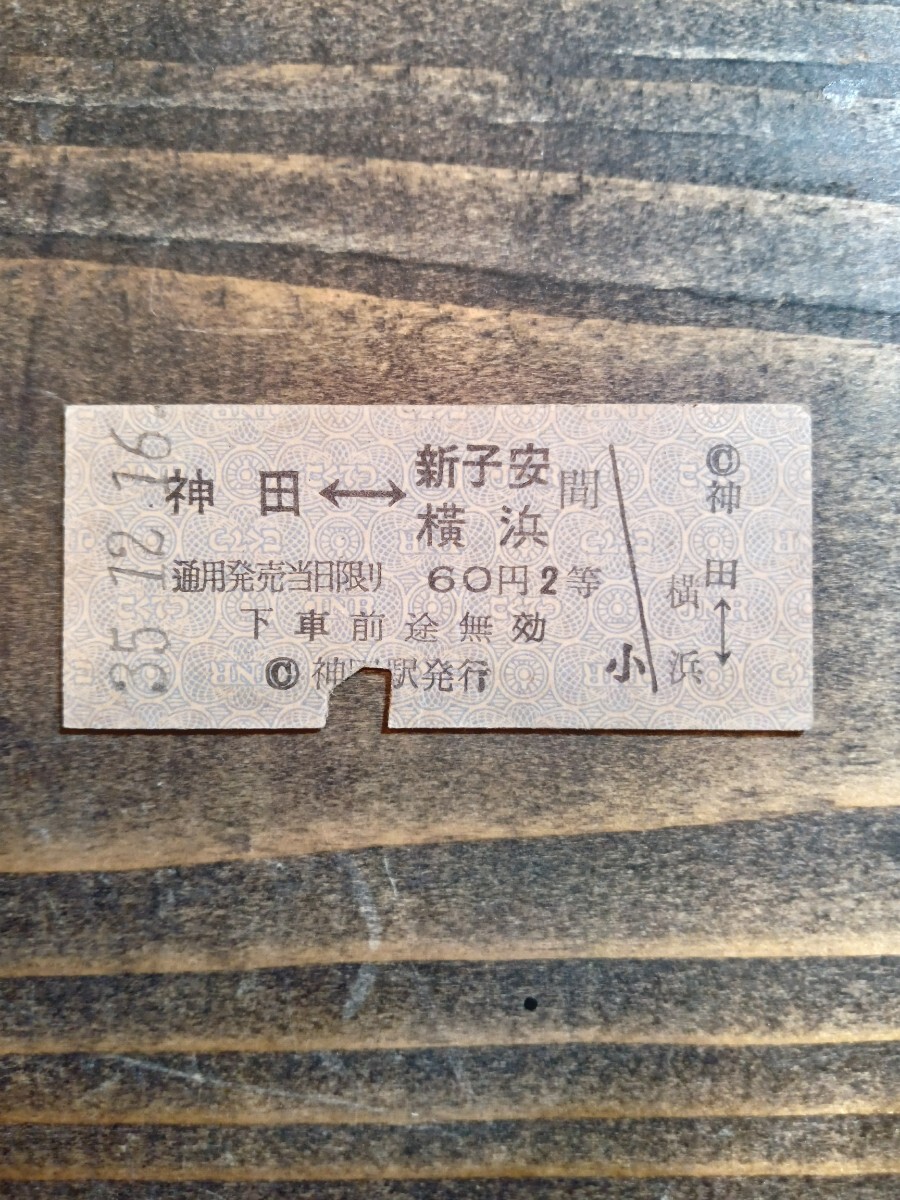 35.12.16
神田⟷新子安
横浜
間
通用発売当日限り 60円2等
下車前途無効
Ⓒ神田駅発行
小
Ⓒ神田⟷横浜